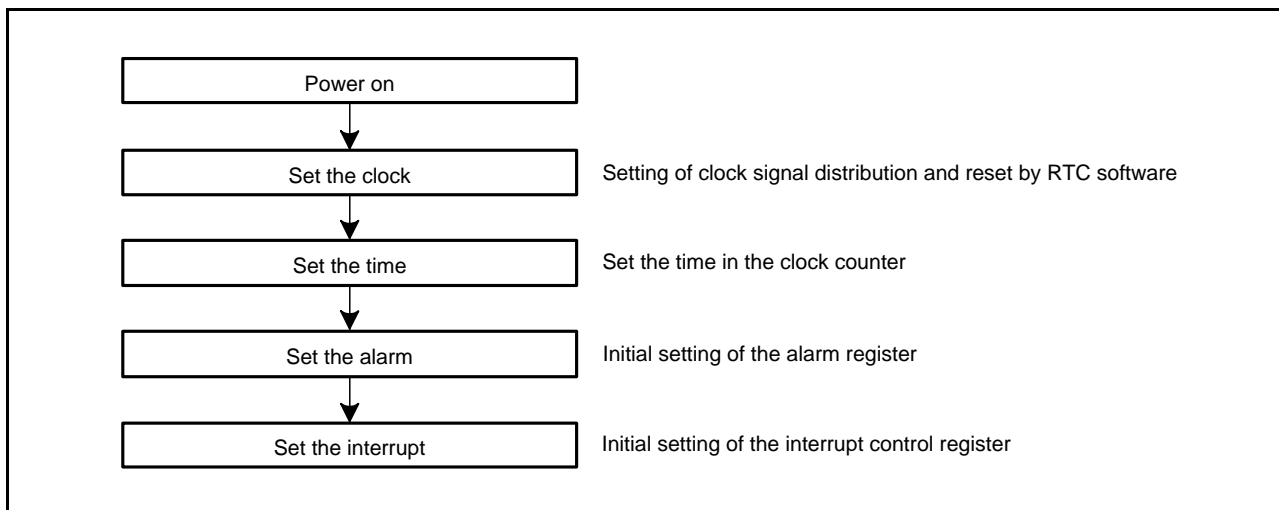 Power on
Set the clock
Setting of clock signal distribution and reset by RTC software
Set the time
Set the time in the clock counter
Set the alarm
Initial setting of the alarm register
Set the interrupt
Initial setting of the interrupt control register